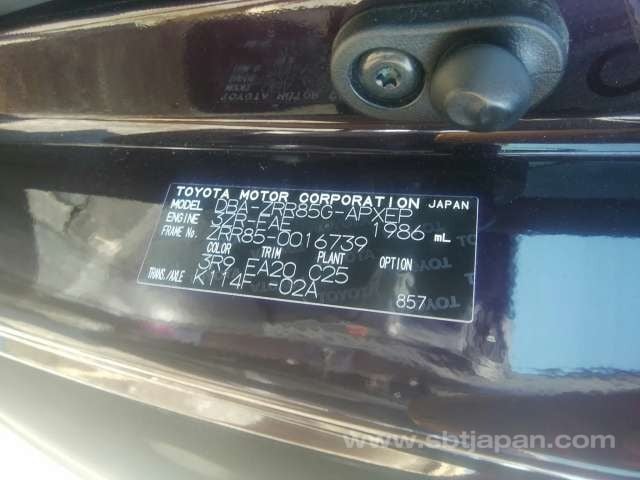 TOYOTA MOTOR CORPORATION JAPAN
MODEL DBA-ZRR85G-APXEP
ENGINE 3ZR-FAE 1986 mL
FRAME No. ZRR85-0016739
COLOR TRIM PLANT OPTION
3R9 EA20 C25
TRANS./AXLE K114F -02A
857
www.sbtjapan.com